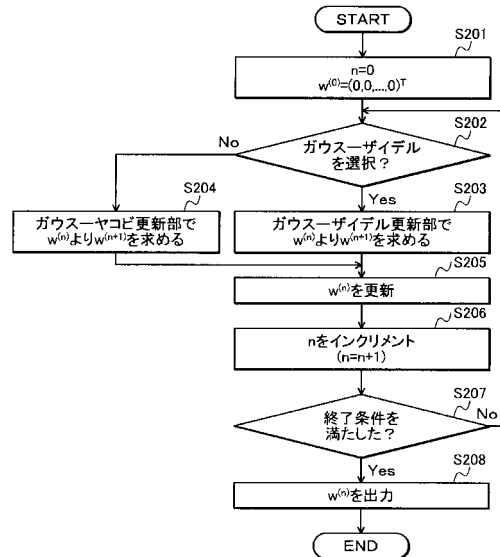 START
S201
n=0
w(0)=(0,0,...,0)T
S202
ガウスーザイデル
を選択？
No
Yes
S204
ガウスーヤコビ更新部で
w(n)よりw(n+1)を求める
S203
ガウスーザイデル更新部で
w(n)よりw(n+1)を求める
S205
w(n)を更新
S206
nをインクリメント
(n=n+1)
S207
終了条件を
満たした？
No
Yes
S208
w(n)を出力
END